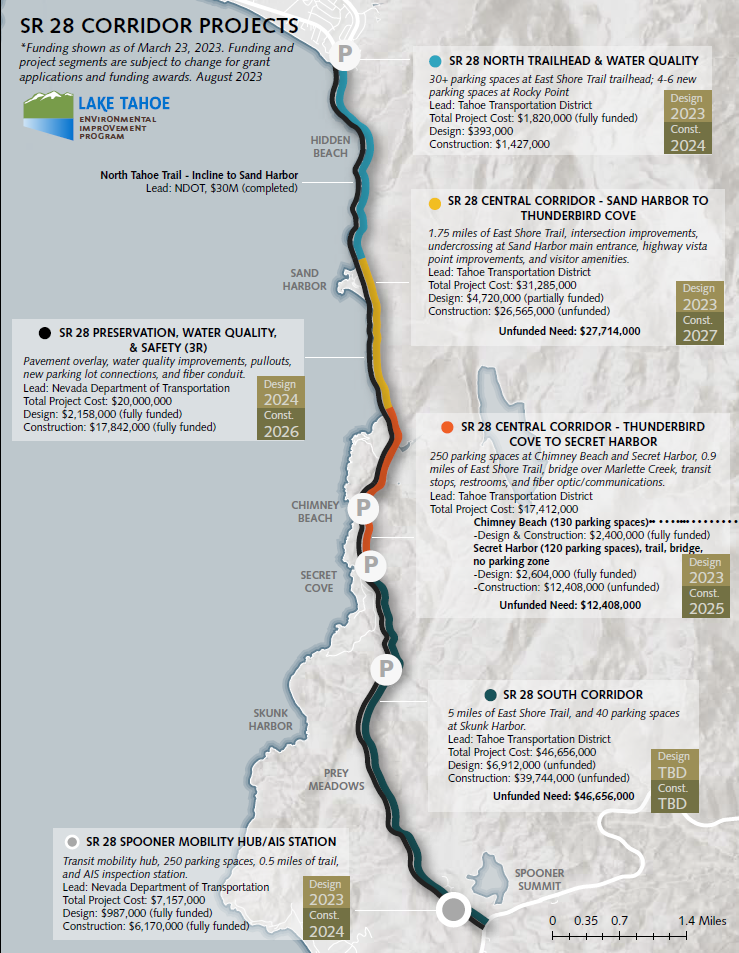 SR 28 CORRIDOR PROJECTS
*Funding shown as of March 23, 2023. Funding and
project segments are subject to change for grant
applications and funding awards. August 2023
LAKE TAHOE
ENVIRONMENTAL
IMPROVEMENT
PROGRAM
P
HIDDEN
BEACH
North Tahoe Trail - Incline to Sand Harbor
Lead: NDOT, $30M (completed)
SR 28 NORTH TRAILHEAD & WATER QUALITY
30+ parking spaces at East Shore Trail trailhead; 4-6 new
parking spaces at Rocky Point
Lead: Tahoe Transportation District
Total Project Cost: $1,820,000 (fully funded)
Design: $393,000
Construction: $1,427,000
Design
2023
Const.
2024
SR 28 CENTRAL CORRIDOR - SAND HARBOR TO
THUNDERBIRD COVE
1.75 miles of East Shore Trail, intersection improvements,
undercrossing at Sand Harbor main entrance, highway vista
point improvements, and visitor amenities.
Lead: Tahoe Transportation District
Total Project Cost: $31,285,000
Design: $4,720,000 (partially funded)
Construction: $26,565,000 (unfunded)
Unfunded Need: $27,714,000
Design
2023
Const.
2027
SAND
HARBOR
SR 28 PRESERVATION, WATER QUALITY,
& SAFETY (3R)
Pavement overlay, water quality improvements, pullouts,
new parking lot connections, and fiber conduit.
Lead: Nevada Department of Transportation
Total Project Cost: $20,000,000
Design: $2,158,000 (fully funded)
Construction: $17,842,000 (fully funded)
Design
2024
Const.
2026
SR 28 CENTRAL CORRIDOR - THUNDERBIRD
COVE TO SECRET HARBOR
250 parking spaces at Chimney Beach and Secret Harbor, 0.9
miles of East Shore Trail, bridge over Marlette Creek, transit
stops, restrooms, and fiber optic/communications.
Lead: Tahoe Transportation District
Total Project Cost: $17,412,000
Chimney Beach (130 parking spaces)
-Design & Construction: $2,400,000 (fully funded)
Secret Harbor (120 parking spaces), trail, bridge,
no parking zone
-Design: $2,604,000 (fully funded)
-Construction: $12,408,000 (unfunded)
Unfunded Need: $12,408,000
Design
2023
Const.
2025
CHIMNEY
BEACH
P
SECRET
COVE
P
P
SKUNK
HARBOR
PREY
MEADOWS
SR 28 SOUTH CORRIDOR
5 miles of East Shore Trail, and 40 parking spaces
at Skunk Harbor.
Lead: Tahoe Transportation District
Total Project Cost: $46,656,000
Design: $6,912,000 (unfunded)
Construction: $39,744,000 (unfunded)
Unfunded Need: $46,656,000
Design
TBD
Const.
TBD
SR 28 SPOONER MOBILITY HUB/AIS STATION
Transit mobility hub, 250 parking spaces, 0.5 miles of trail,
and AIS inspection station.
Lead: Nevada Department of Transportation
Total Project Cost: $7,157,000
Design: $987,000 (fully funded)
Construction: $6,170,000 (fully funded)
Design
2023
Const.
2024
SPOONER
SUMMIT
0 0.35 0.7 1.4 Miles